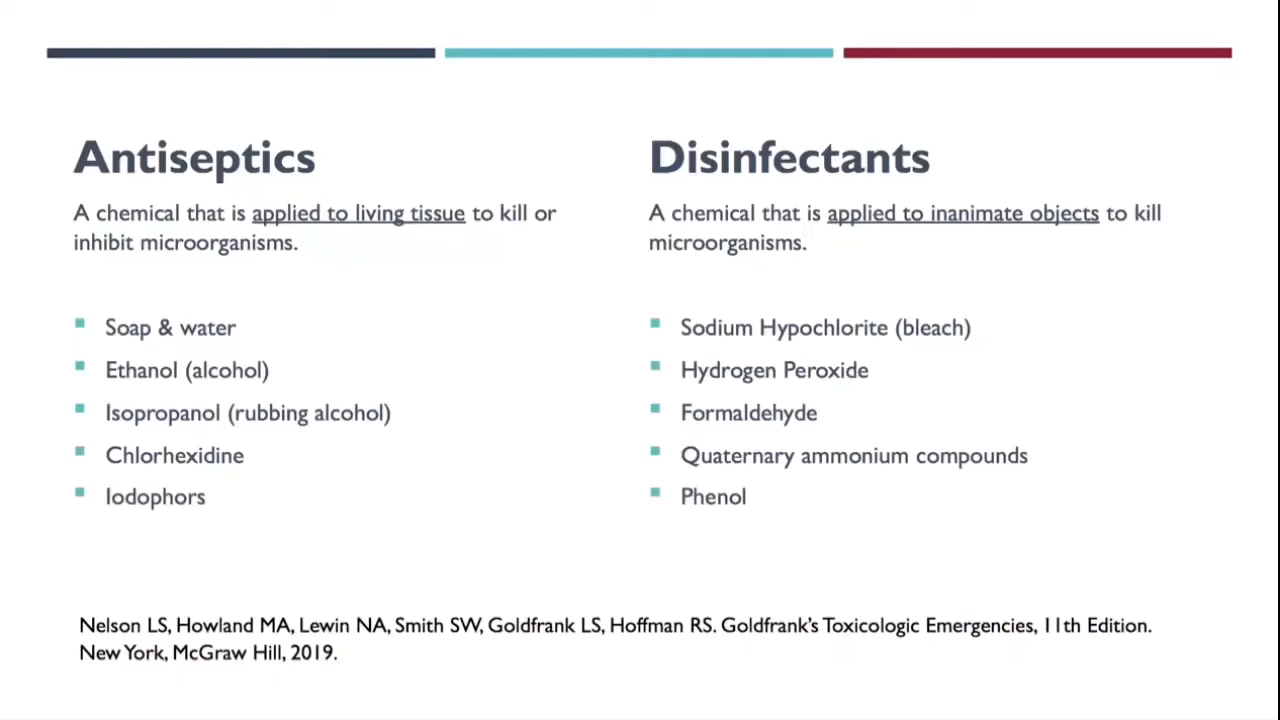 Antiseptics
A chemical that is applied to living tissue to kill or
inhibit microorganisms.
Soap & water
Ethanol (alcohol)
Isopropanol (rubbing alcohol)
Chlorhexidine
Iodophors
Disinfectants
A chemical that is applied to inanimate objects to kill
microorganisms.
Sodium Hypochlorite (bleach)
Hydrogen Peroxide
Formaldehyde
Quaternary ammonium compounds
Phenol
Nelson LS, Howland MA, Lewin NA, Smith SW, Goldfrank LS, Hoffman RS. Goldfrank’s Toxicologic Emergencies, 11th Edition.
New York, McGraw Hill, 2019.